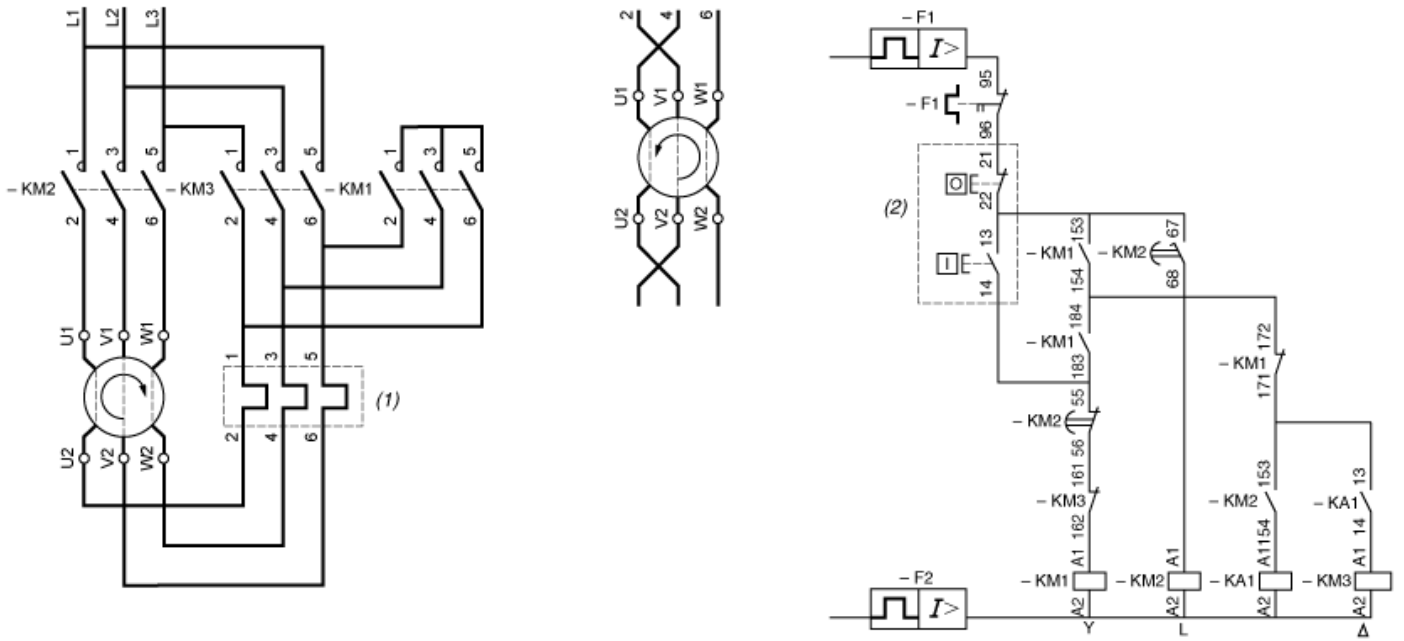 L1 L2 L3
– KM2 1 3 5
2 4 6
– KM3 1 3 5
2 4 6
– KM1 1 3 5
2 4 6
U1 V1 W1
U2 V2 W2
1 3 5
(1)
2 4 6
2 4 6
U1 V1 W1
U2 V2 W2
– F1
I>
95
– F1
96
(2)
21
O
22
13
I
14
153
– KM1
154
67
– KM2
68
184
– KM1
183
172
– KM1
171
55
– KM2
56
161
– KM3
162
153
– KM2
154
13
– KA1
14
A1 A1 A1 A1
– KM1 – KM2 – KA1 – KM3
A2 A2 A2 A2
– F2
I>
Y L Δ